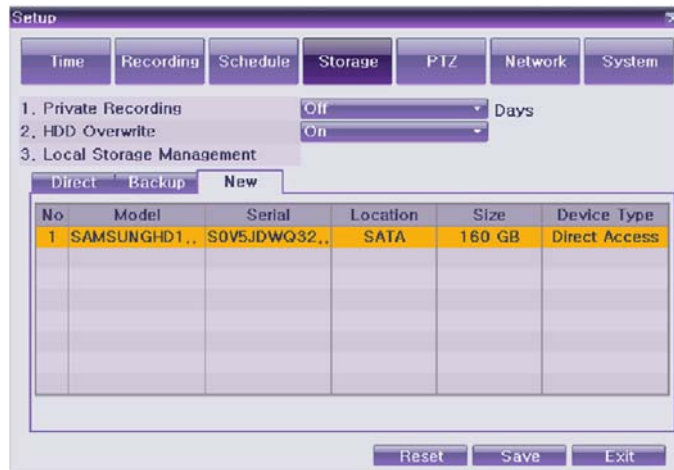 Setup
Time Recording Schedule Storage PTZ Network System
1. Private Recording Off Days
2. HDD Overwrite On
3. Local Storage Management
Direct Backup New
No Model Serial Location Size Device Type
1 SAMSUNGHD1,, S0V5JDWQ32,, SATA 160 GB Direct Access
Reset Save Exit